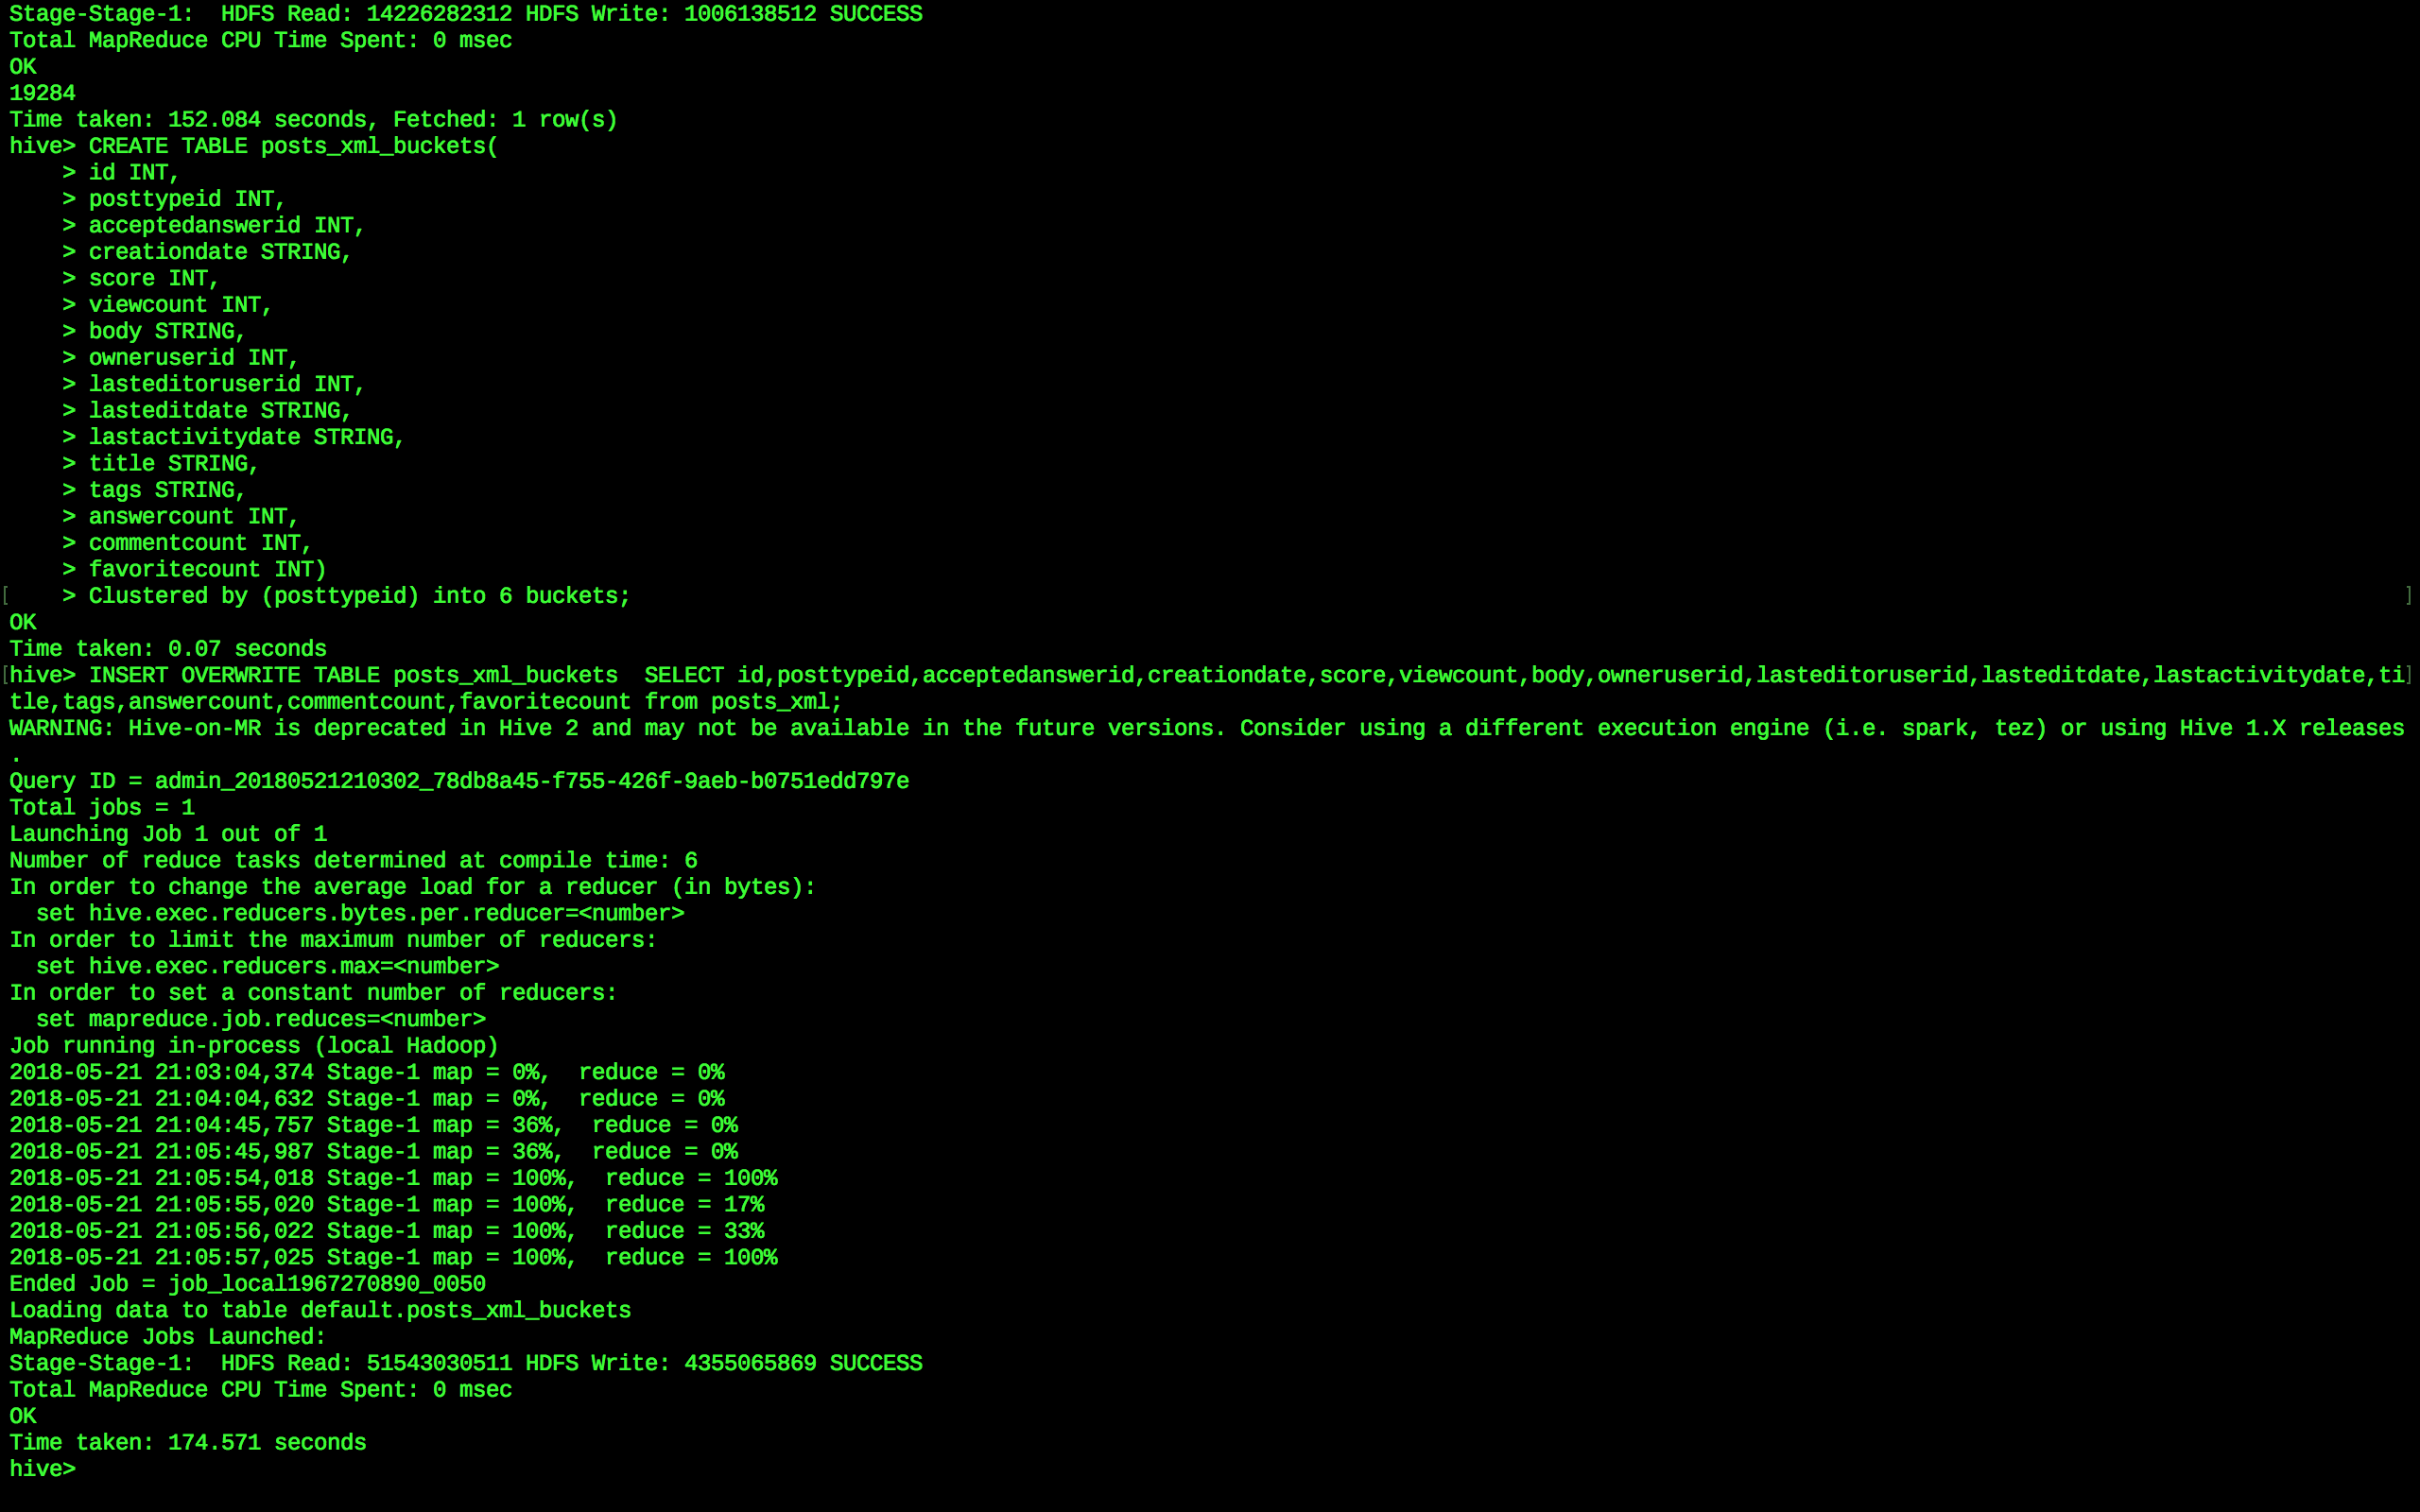 Stage-Stage-1:  HDFS Read: 14226282312 HDFS Write: 1006138512 SUCCESS
Total MapReduce CPU Time Spent: 0 msec
OK
19284
Time taken: 152.084 seconds, Fetched: 1 row(s)
hive> CREATE TABLE posts_xml_buckets(
    > id INT,
    > posttypeid INT,
    > acceptedanswerid INT,
    > creationdate STRING,
    > score INT,
    > viewcount INT,
    > body STRING,
    > owneruserid INT,
    > lasteditoruserid INT,
    > lasteditdate STRING,
    > lastactivitydate STRING,
    > title STRING,
    > tags STRING,
    > answercount INT,
    > commentcount INT,
    > favoritecount INT)
[    > Clustered by (posttypeid) into 6 buckets; ]
OK
Time taken: 0.07 seconds
[hive> INSERT OVERWRITE TABLE posts_xml_buckets  SELECT id,posttypeid,acceptedanswerid,creationdate,score,viewcount,body,owneruserid,lasteditoruserid,lasteditdate,lastactivitydate,ti]
tle,tags,answercount,commentcount,favoritecount from posts_xml;
WARNING: Hive-on-MR is deprecated in Hive 2 and may not be available in the future versions. Consider using a different execution engine (i.e. spark, tez) or using Hive 1.X releases
.
Query ID = admin_20180521210302_78db8a45-f755-426f-9aeb-b0751edd797e
Total jobs = 1
Launching Job 1 out of 1
Number of reduce tasks determined at compile time: 6
In order to change the average load for a reducer (in bytes):
  set hive.exec.reducers.bytes.per.reducer=<number>
In order to limit the maximum number of reducers:
  set hive.exec.reducers.max=<number>
In order to set a constant number of reducers:
  set mapreduce.job.reduces=<number>
Job running in-process (local Hadoop)
2018-05-21 21:03:04,374 Stage-1 map = 0%,  reduce = 0%
2018-05-21 21:04:04,632 Stage-1 map = 0%,  reduce = 0%
2018-05-21 21:04:45,757 Stage-1 map = 36%,  reduce = 0%
2018-05-21 21:05:45,987 Stage-1 map = 36%,  reduce = 0%
2018-05-21 21:05:54,018 Stage-1 map = 100%,  reduce = 100%
2018-05-21 21:05:55,020 Stage-1 map = 100%,  reduce = 17%
2018-05-21 21:05:56,022 Stage-1 map = 100%,  reduce = 33%
2018-05-21 21:05:57,025 Stage-1 map = 100%,  reduce = 100%
Ended Job = job_local1967270890_0050
Loading data to table default.posts_xml_buckets
MapReduce Jobs Launched:
Stage-Stage-1:  HDFS Read: 51543030511 HDFS Write: 4355065869 SUCCESS
Total MapReduce CPU Time Spent: 0 msec
OK
Time taken: 174.571 seconds
hive>